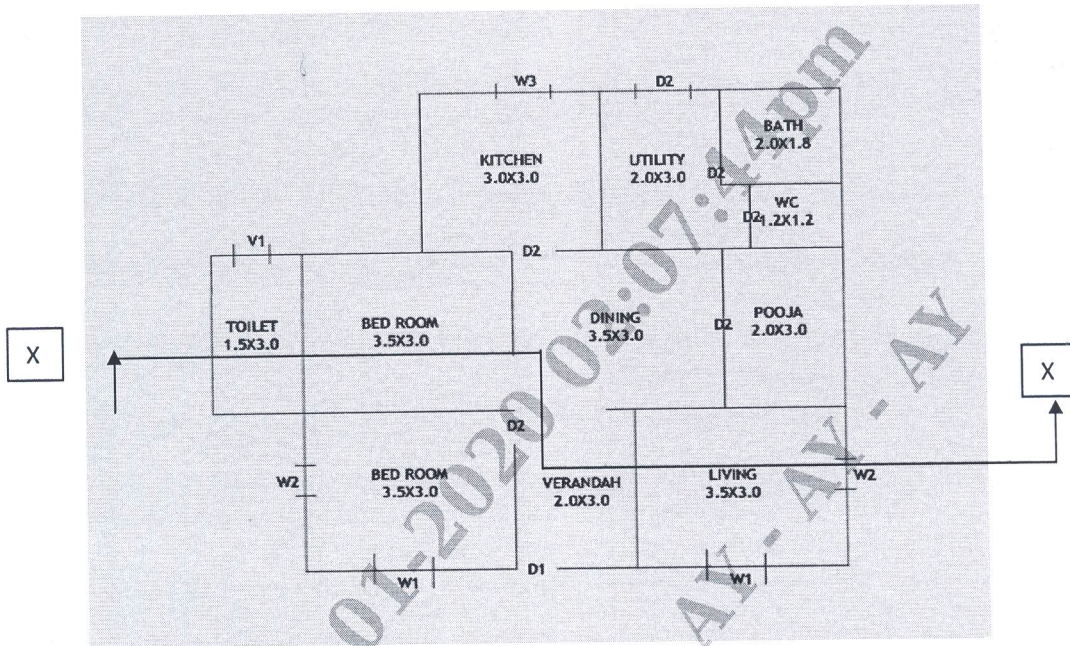 W3
D2
BATH
2.0X1.8
KITCHEN
3.0X3.0
UTILITY
2.0X3.0
D2
WC
1.2X1.2
D2
V1
D2
TOILET
1.5X3.0
BED ROOM
3.5X3.0
DINING
3.5X3.0
D2
POOJA
2.0X3.0
X
X
D2
W2
BED ROOM
3.5X3.0
VERANDAH
2.0X3.0
LIVING
3.5X3.0
W2
W1
D1
W1
01-2020 02:07:44pm
AY - AY - AY